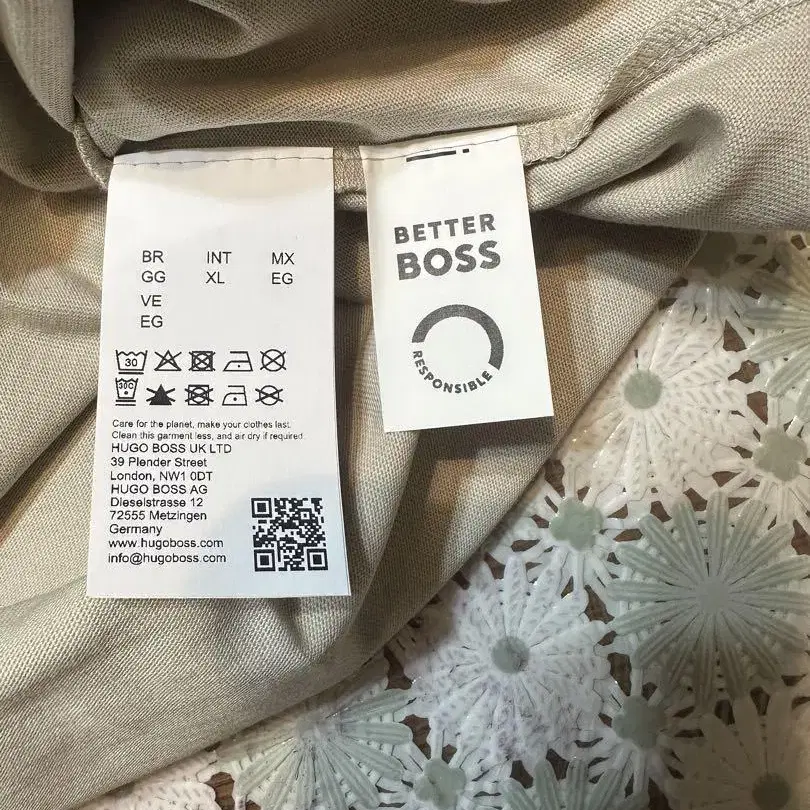 BR INT MX
GG XL EG
VE
EG
30
30C
Care for the planet, make your clothes last.
Clean this garment less, and air dry if required.
HUGO BOSS UK LTD
39 Plender Street
London, NW1 0DT
HUGO BOSS AG
Dieselstrasse 12
72555 Metzingen
Germany
www.hugoboss.com
info@hugoboss.com
BETTER
BOSS
RESPONSIBLE